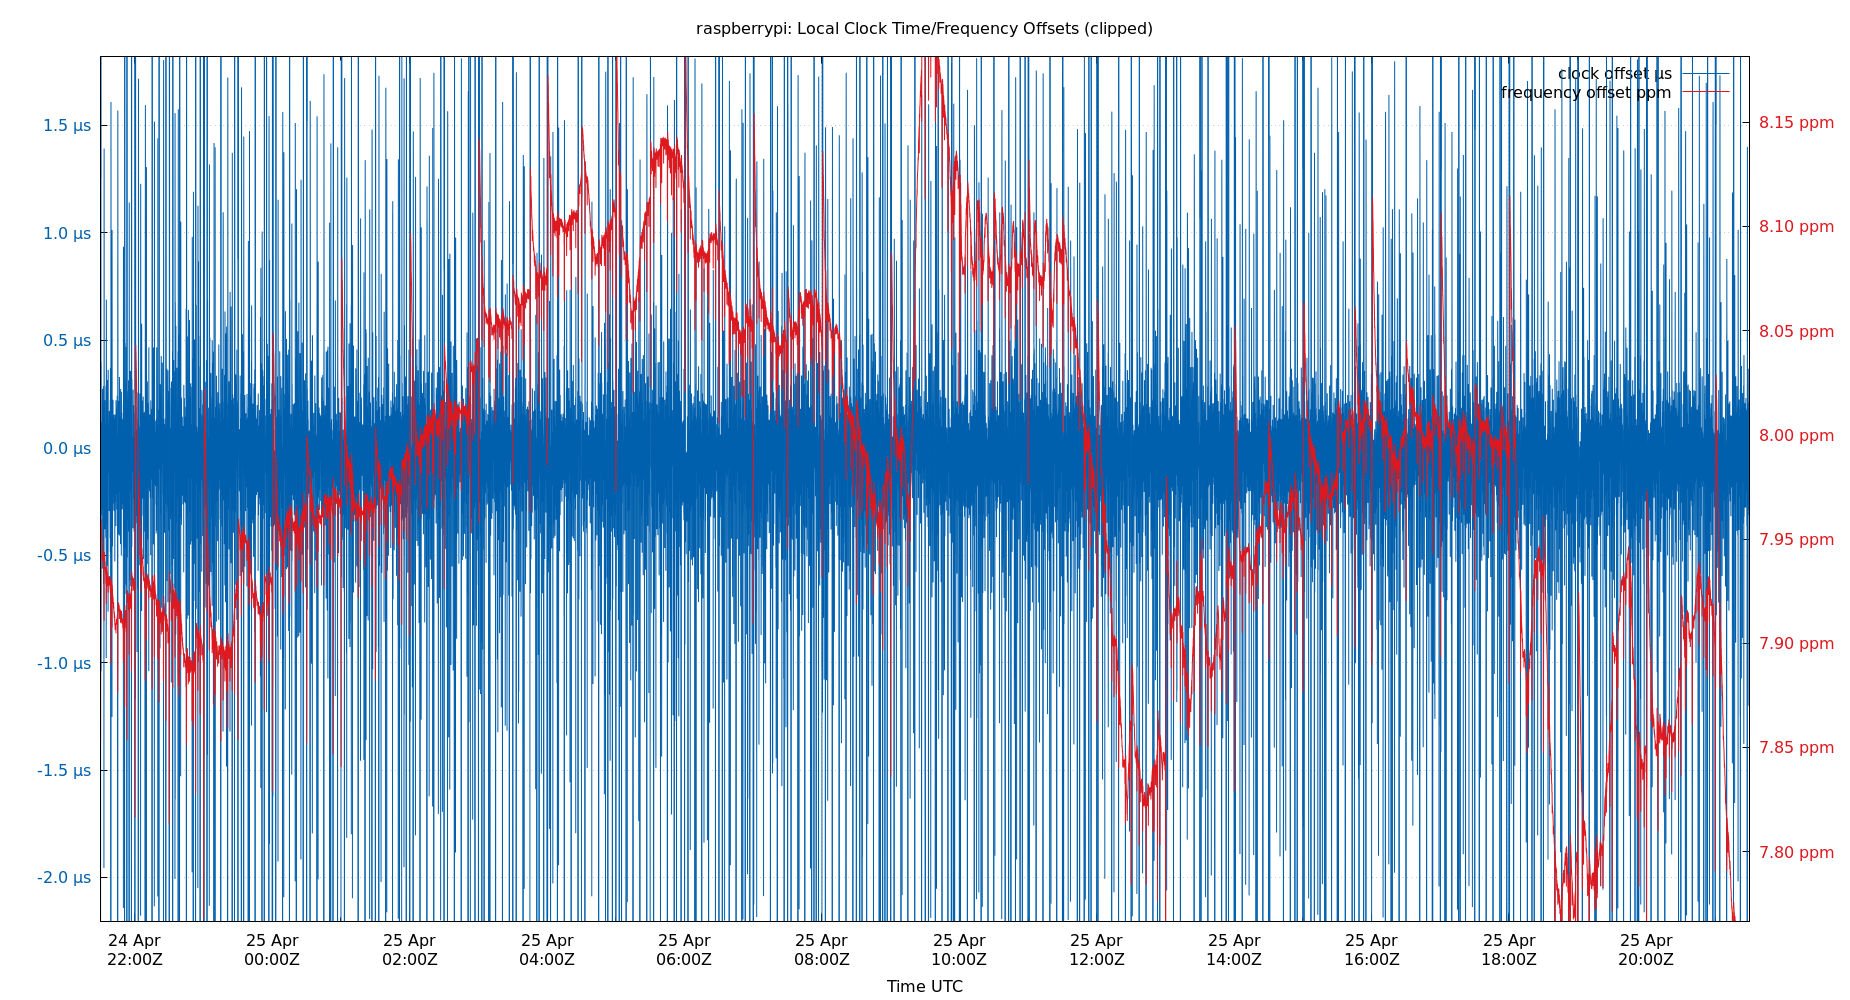 raspberrypi: Local Clock Time/Frequency Offsets (clipped)
clock offset µs
frequency offset ppm
1.5 µs
1.0 µs
0.5 µs
0.0 µs
-0.5 µs
-1.0 µs
-1.5 µs
-2.0 µs
8.15 ppm
8.10 ppm
8.05 ppm
8.00 ppm
7.95 ppm
7.90 ppm
7.85 ppm
7.80 ppm
24 Apr 25 Apr 25 Apr 25 Apr 25 Apr 25 Apr 25 Apr 25 Apr 25 Apr 25 Apr 25 Apr 25 Apr
22:00Z 00:00Z 02:00Z 04:00Z 06:00Z 08:00Z 10:00Z 12:00Z 14:00Z 16:00Z 18:00Z 20:00Z
Time UTC